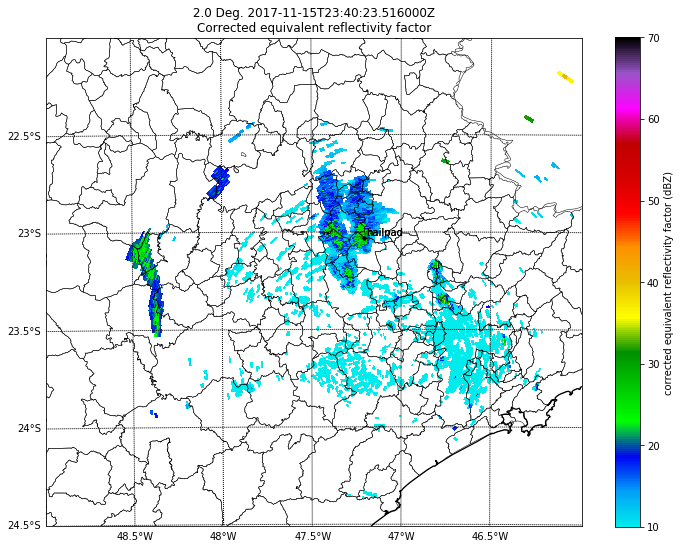 2.0 Deg. 2017-11-15T23:40:23.516000Z
Corrected equivalent reflectivity factor
22.5°S
23°S
23.5°S
24°S
24.5°S
48.5°W
48°W
47.5°W
47°W
46.5°W
hailpad
70
60
50
40
30
20
10
corrected equivalent reflectivity factor (dBZ)